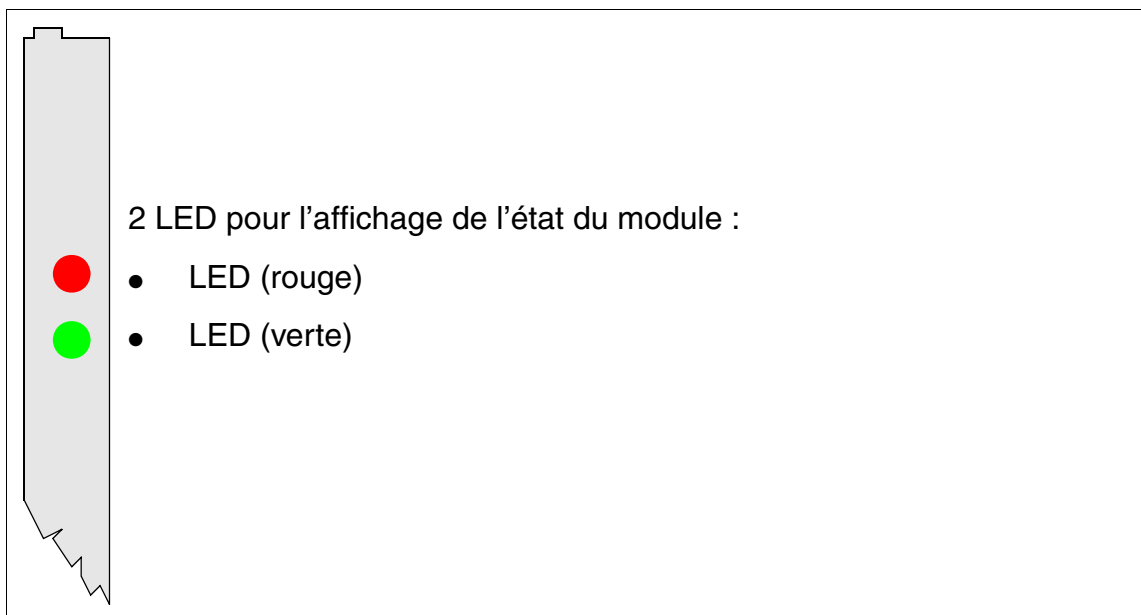 2 LED pour l'affichage de l'état du module :
● LED (rouge)
● LED (verte)